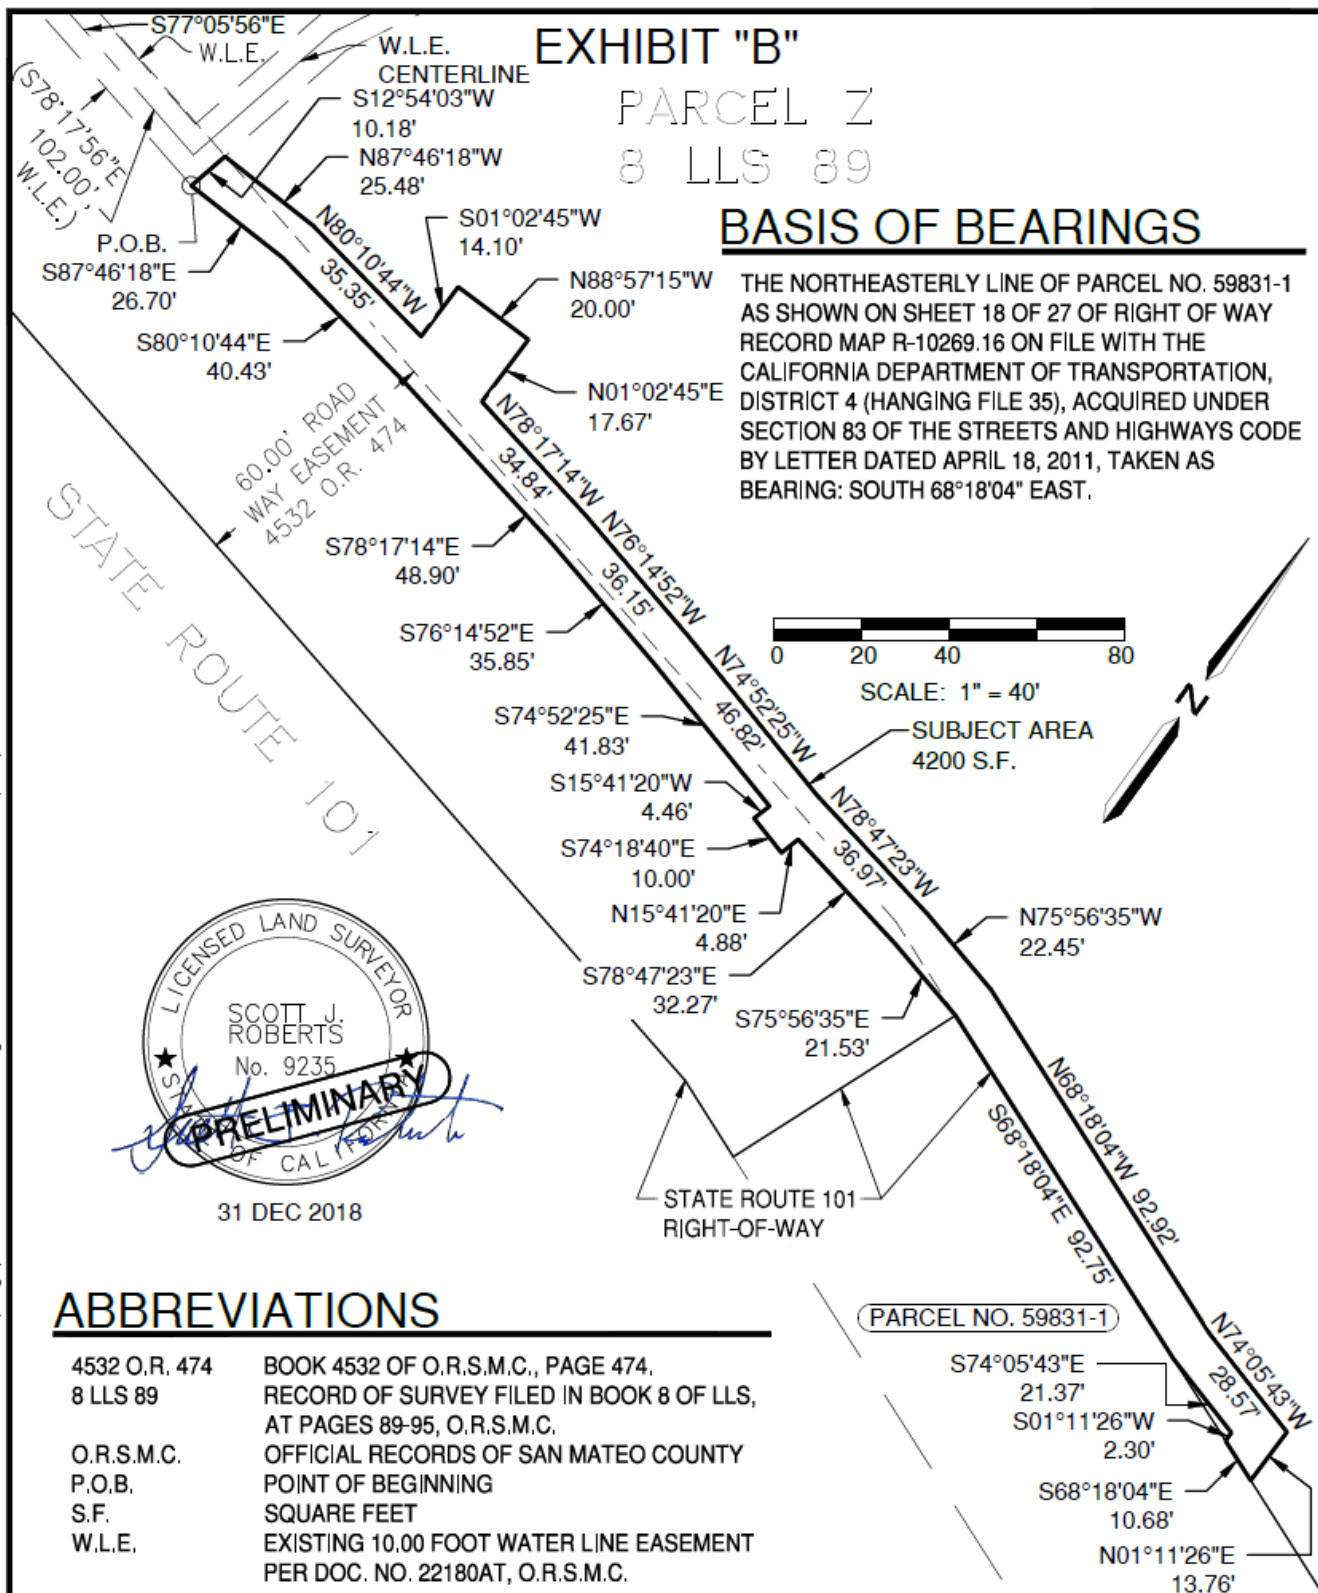 EXHIBIT "B"
PARCEL Z
8 LLS 89
S77°05'56"E
W.L.E.
W.L.E.
CENTERLINE
(S78°17'56"E
102.00',
W.L.E.)
S12°54'03"W
10.18'
N87°46'18"W
25.48'
P.O.B.
S87°46'18"E
26.70'
N80°10'44"W
35.35'
S01°02'45"W
14.10'
N88°57'15"W
20.00'
S80°10'44"E
40.43'
N01°02'45"E
17.67'
BASIS OF BEARINGS
THE NORTHEASTERLY LINE OF PARCEL NO. 59831-1
AS SHOWN ON SHEET 18 OF 27 OF RIGHT OF WAY
RECORD MAP R-10269.16 ON FILE WITH THE
CALIFORNIA DEPARTMENT OF TRANSPORTATION,
DISTRICT 4 (HANGING FILE 35), ACQUIRED UNDER
SECTION 83 OF THE STREETS AND HIGHWAYS CODE
BY LETTER DATED APRIL 18, 2011, TAKEN AS
BEARING: SOUTH 68°18'04" EAST.
60.00' ROAD
WAY EASEMENT
4532 O.R. 474
STATE ROUTE 101
N78°17'14"W
34.84'
S78°17'14"E
48.90'
N76°14'52"W
36.15'
S76°14'52"E
35.85'
N74°52'25"W
46.82'
S74°52'25"E
41.83'
0 20 40 80
SCALE: 1" = 40'
N
SUBJECT AREA
4200 S.F.
S15°41'20"W
4.46'
S74°18'40"E
10.00'
N15°41'20"E
4.88'
N78°47'23"W
36.97'
S78°47'23"E
32.27'
N75°56'35"W
22.45'
S75°56'35"E
21.53'
LICENSED LAND SURVEYOR
SCOTT J.
ROBERTS
No. 9235
STATE OF CALIFORNIA
PRELIMINARY
31 DEC 2018
STATE ROUTE 101
RIGHT-OF-WAY
N68°18'04"W 92.92'
S68°18'04"E 92.75'
PARCEL NO. 59831-1
N74°05'43"W
28.57'
S74°05'43"E
21.37'
S01°11'26"W
2.30'
S68°18'04"E
10.68'
N01°11'26"E
13.76'
ABBREVIATIONS
4532 O.R. 474 BOOK 4532 OF O.R.S.M.C., PAGE 474.
8 LLS 89 RECORD OF SURVEY FILED IN BOOK 8 OF LLS,
AT PAGES 89-95, O.R.S.M.C.
O.R.S.M.C. OFFICIAL RECORDS OF SAN MATEO COUNTY
P.O.B. POINT OF BEGINNING
S.F. SQUARE FEET
W.L.E. EXISTING 10.00 FOOT WATER LINE EASEMENT
PER DOC. NO. 22180AT, O.R.S.M.C.